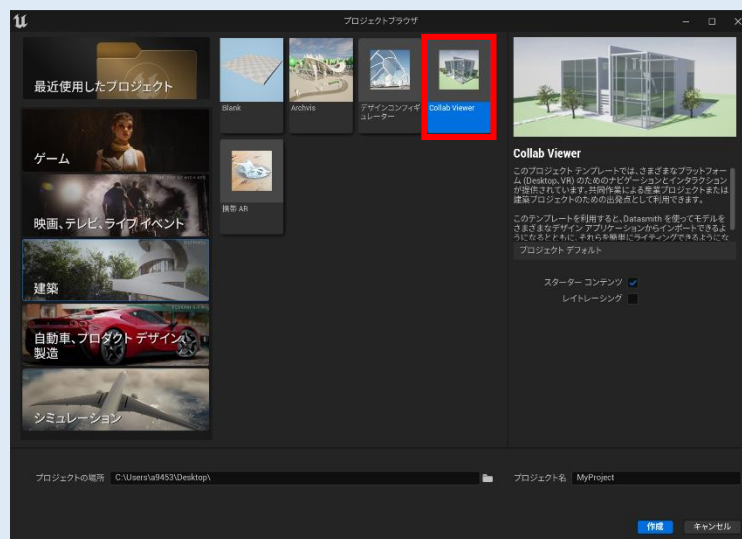 プロジェクトブラウザ
最近使用したプロジェクト
ゲーム
映画、テレビ、ライブ イベント
建築
自動車、プロダクト デザイン、
製造
シミュレーション
Blank
Archvis
デザインコンフィギ
ュレーター
Collab Viewer
携帯 AR
Collab Viewer
このプロジェクト テンプレートでは、さまざまなプラットフォー
ム (Desktop、VR) のためのナビゲーションとインタラクション
が提供されています。共同作業による産業プロジェクトまたは
建築プロジェクトのための出発点として利用できます。
このテンプレートを利用すると、Datasmith を使ってモデルを
さまざまなデザイン アプリケーションからインポートできるよ
うになるとともに、それらを簡単にライティングできるようにな
プロジェクト デフォルト
スターター コンテンツ
レイトレーシング
プロジェクトの場所
C:\Users\a9453\Desktop\
プロジェクト名
MyProject
作成
キャンセル